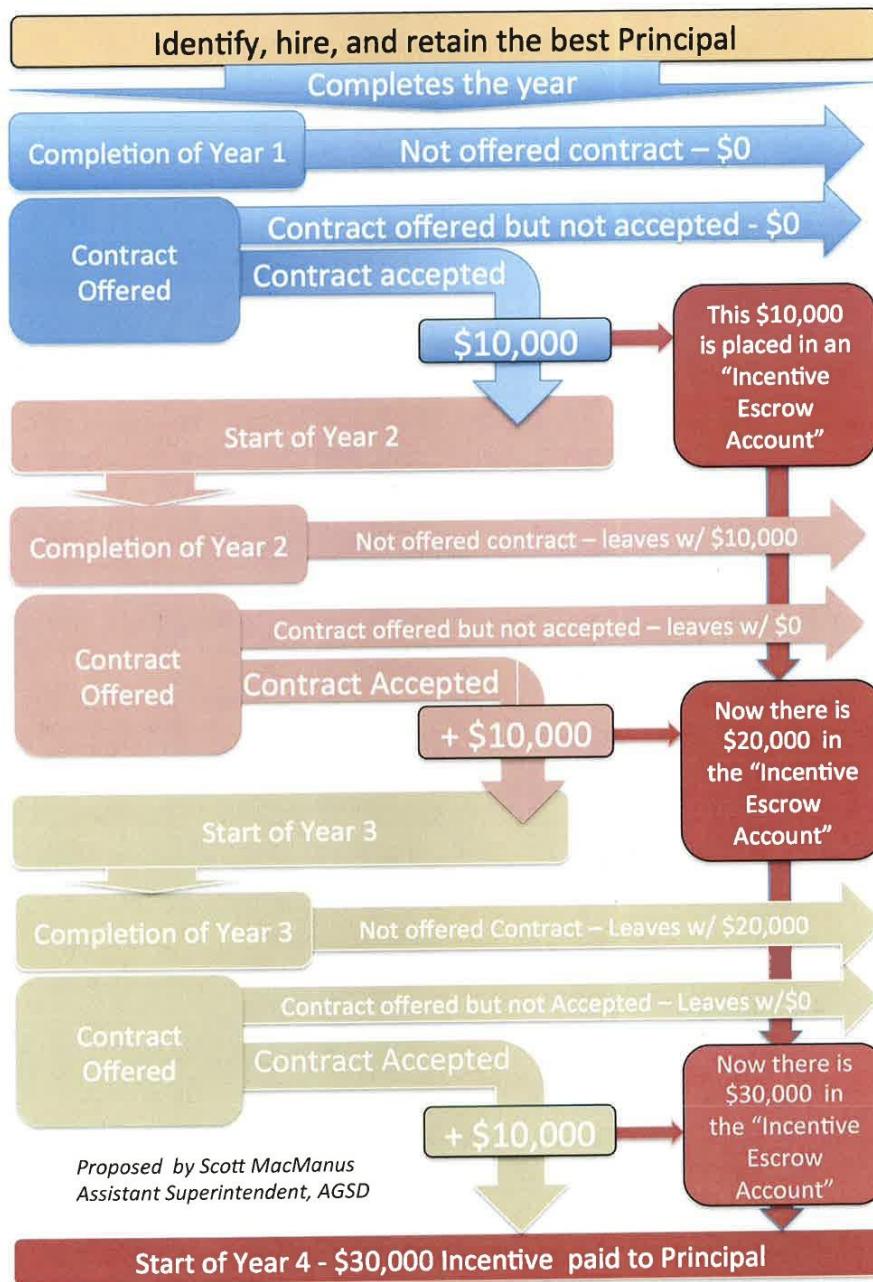 Identify, hire, and retain the best Principal
Completes the year
Completion of Year 1
Not offered contract – $0
Contract offered but not accepted - $0
Contract
Offered
Contract accepted
$10,000
This $10,000
is placed in an
“Incentive
Escrow
Account”
Start of Year 2
Completion of Year 2
Not offered contract – leaves w/ $10,000
Contract offered but not accepted – leaves w/ $0
Contract
Offered
Contract Accepted
+ $10,000
Now there is
$20,000 in
the “Incentive
Escrow
Account”
Start of Year 3
Completion of Year 3
Not offered Contract – Leaves w/ $20,000
Contract offered but not Accepted – Leaves w/$0
Contract
Offered
Contract Accepted
+ $10,000
Now there is
$30,000 in
the “Incentive
Escrow
Account”
Proposed by Scott MacManus
Assistant Superintendent, AGSD
Start of Year 4 - $30,000 Incentive paid to Principal